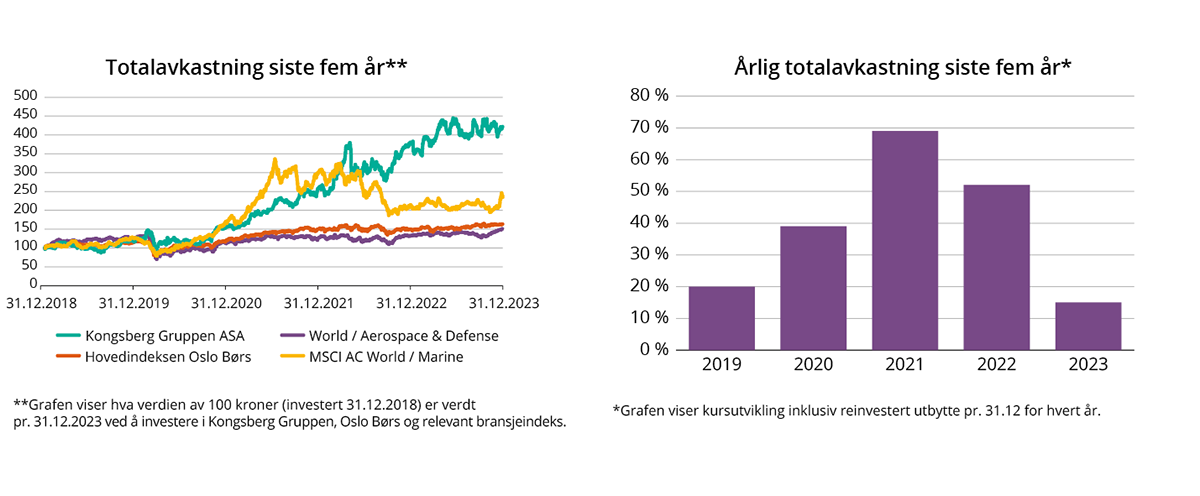 Totalavkastning siste fem år**
500
450
400
350
300
250
200
150
100
50
0
31.12.2018 31.12.2019 31.12.2020 31.12.2021 31.12.2022 31.12.2023
Kongsberg Gruppen ASA World / Aerospace & Defense
Hovedindeksen Oslo Børs MSCI AC World / Marine
**Grafen viser hva verdien av 100 kroner (investert 31.12.2018) er verdt
pr. 31.12.2023 ved å investere i Kongsberg Gruppen, Oslo Børs og relevant bransjeindeks.
Årlig totalavkastning siste fem år*
80 %
70 %
60 %
50 %
40 %
30 %
20 %
10 %
0 %
2019 2020 2021 2022 2023
*Grafen viser kursutvikling inklusiv reinvestert utbytte pr. 31.12 for hvert år.